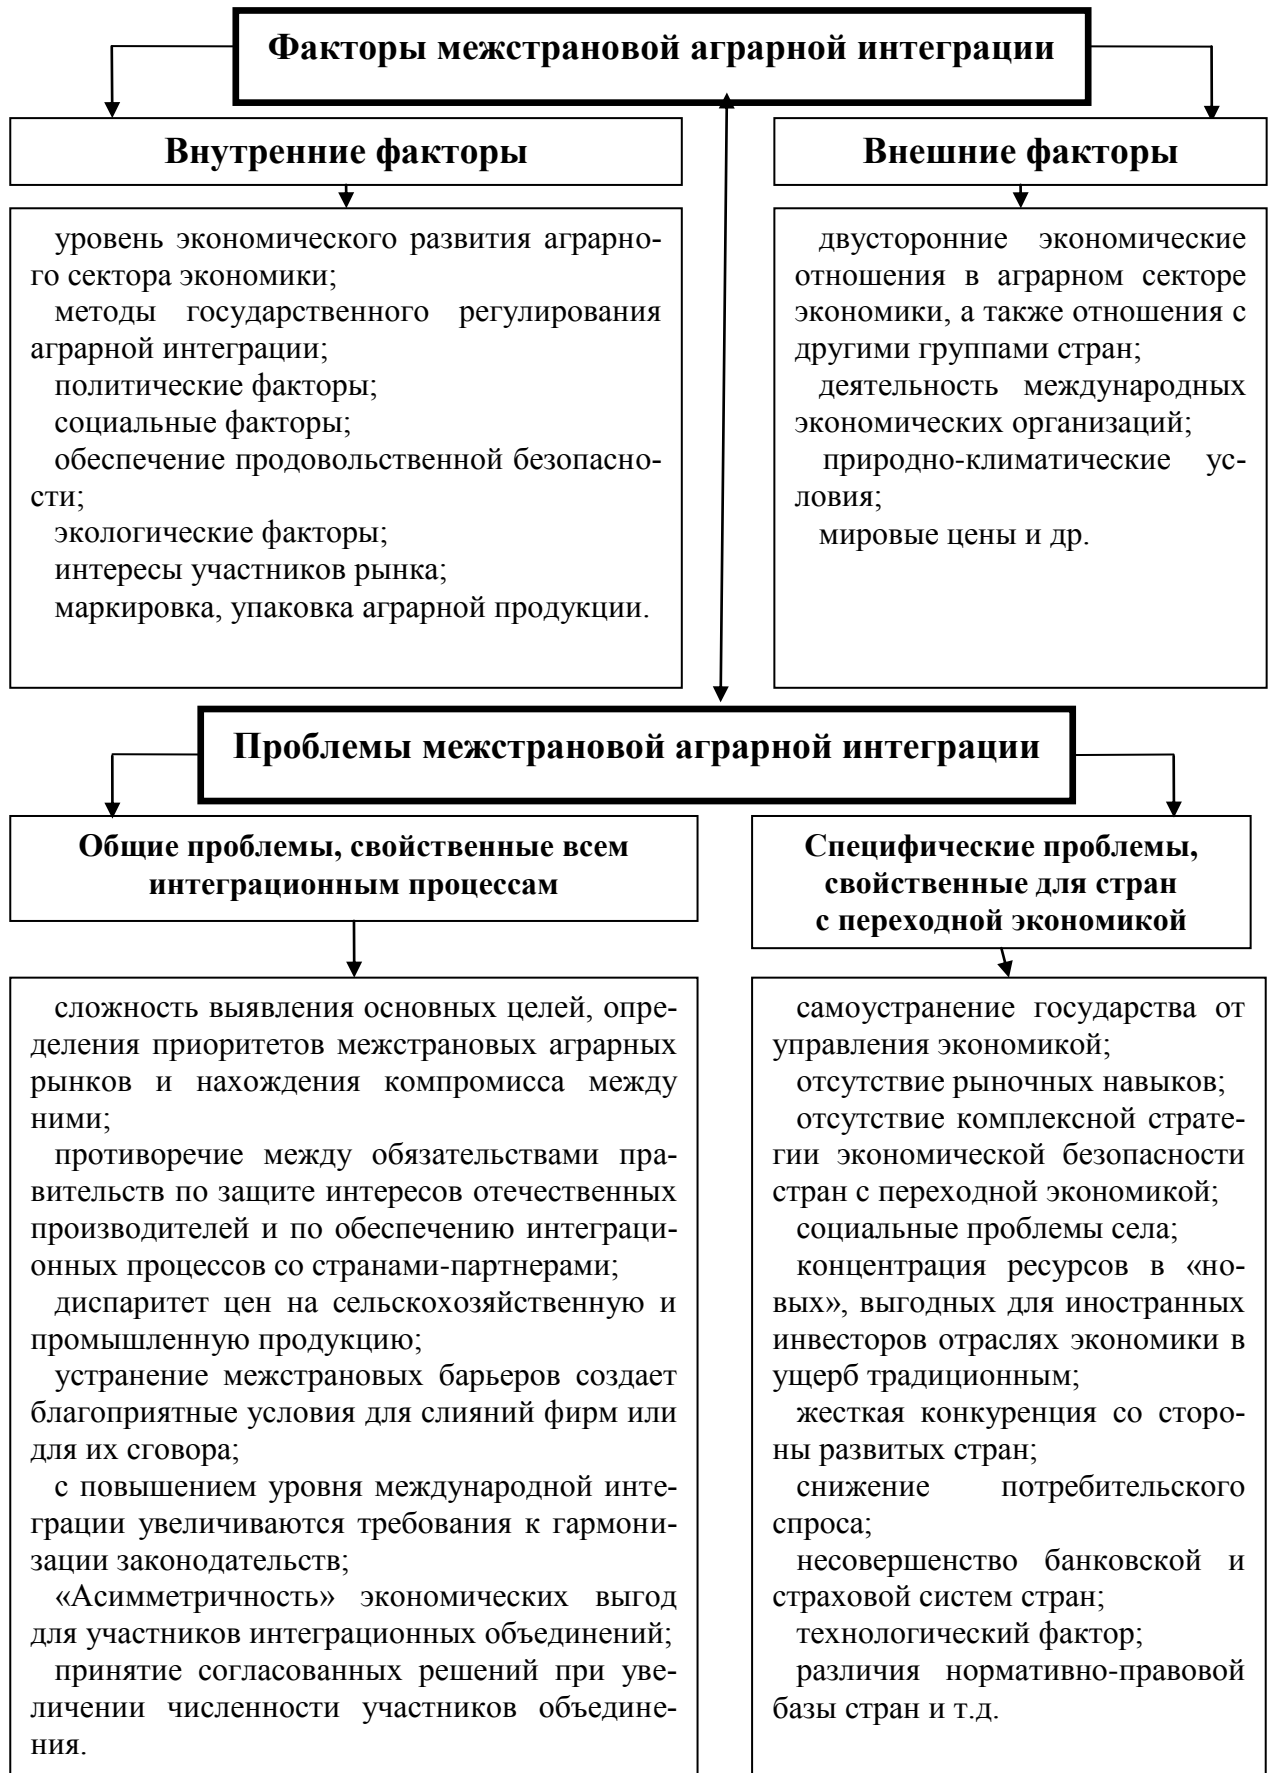 Факторы межстрановой аграрной интеграции
Внутренние факторы
уровень экономического развития аграрно-
го сектора экономики;
методы государственного регулирования
аграрной интеграции;
политические факторы;
социальные факторы;
обеспечение продовольственной безопасно-
сти;
экологические факторы;
интересы участников рынка;
маркировка, упаковка аграрной продукции.
Внешние факторы
двусторонние экономические
отношения в аграрном секторе
экономики, а также отношения с
другими группами стран;
деятельность международных
экономических организаций;
природно-климатические ус-
ловия;
мировые цены и др.
Проблемы межстрановой аграрной интеграции
Общие проблемы, свойственные всем
интеграционным процессам
сложность выявления основных целей, опре-
деления приоритетов межстрановых аграрных
рынков и нахождения компромисса между
ними;
противоречие между обязательствами пра-
вительств по защите интересов отечественных
производителей и по обеспечению интеграци-
онных процессов со странами-партнерами;
диспаритет цен на сельскохозяйственную и
промышленную продукцию;
устранение межстрановых барьеров создает
благоприятные условия для слияний фирм или
для их сговора;
с повышением уровня международной инте-
грации увеличиваются требования к гармони-
зации законодательств;
«Асимметричность» экономических выгод
для участников интеграционных объединений;
принятие согласованных решений при уве-
личении численности участников объедине-
ния.
Специфические проблемы,
свойственные для стран
с переходной экономикой
самоустранение государства от
управления экономикой;
отсутствие рыночных навыков;
отсутствие комплексной страте-
гии экономической безопасности
стран с переходной экономикой;
социальные проблемы села;
концентрация ресурсов в «но-
вых», выгодных для иностранных
инвесторов отраслях экономики в
ущерб традиционным;
жесткая конкуренция со сторо-
ны развитых стран;
снижение потребительского
спроса;
несовершенство банковской и
страховой систем стран;
технологический фактор;
различия нормативно-правовой
базы стран и т.д.